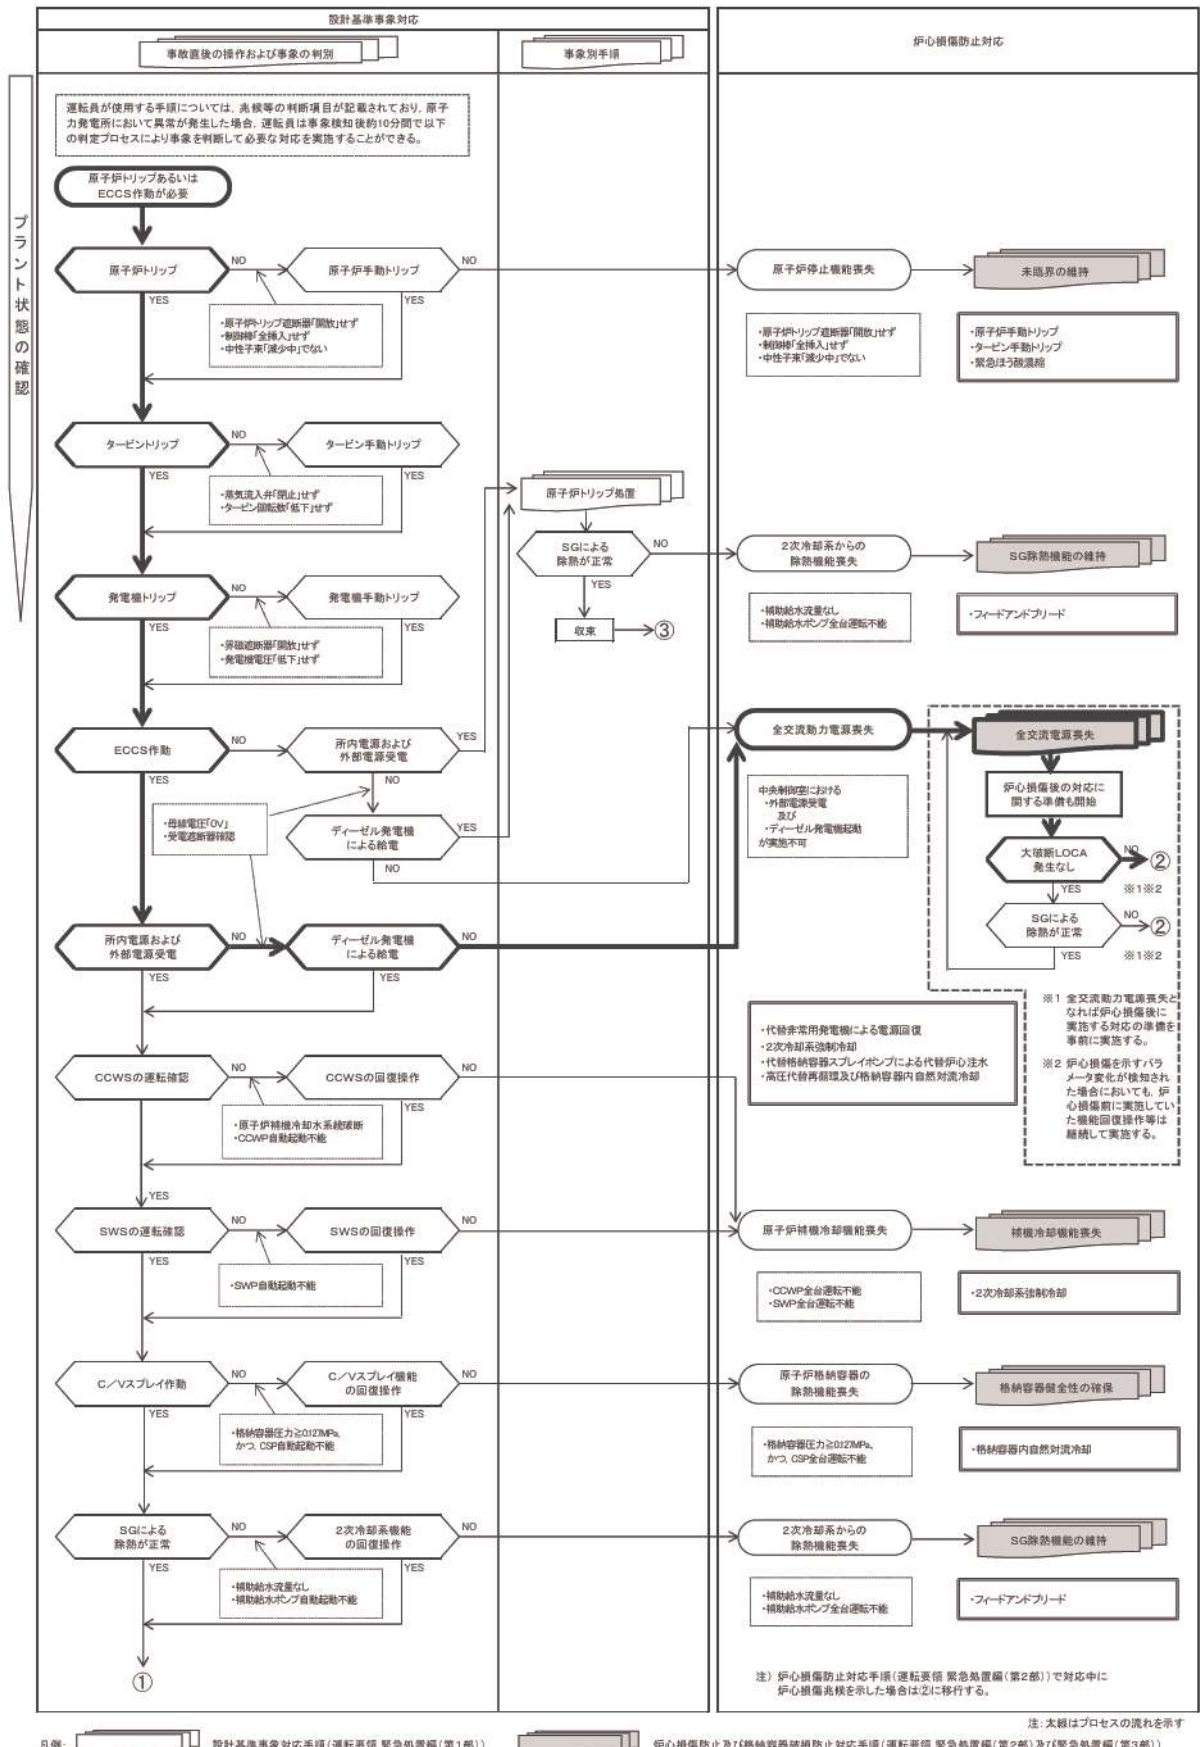 設計基準事象対応
事故直後の操作および事象の判別
事象別手順
炉心損傷防止対応
プラント状態の確認
運転員が使用する手順については、兆候等の判断項目が記載されており、原子
力発電所において異常が発生した場合、運転員は事象検知後約10分間で以下
の判定プロセスにより事象を判断して必要な対応を実施することができる。
原子炉トリップあるいは
ECCS作動が必要
原子炉トリップ
NO
原子炉手動トリップ
NO
原子炉停止機能喪失
未臨界の維持
YES
YES
・原子炉トリップ遮断器「開放」せず
・制御棒「全挿入」せず
・中性子束「減少中」でない
・原子炉トリップ遮断器「開放」せず
・制御棒「全挿入」せず
・中性子束「減少中」でない
・原子炉手動トリップ
・タービン手動トリップ
・緊急ほう酸濃縮
タービントリップ
NO
タービン手動トリップ
YES
YES
・蒸気流入弁「閉止」せず
・タービン回転数「低下」せず
原子炉トリップ処置
SGによる
除熱が正常
NO
YES
収束
③
2次冷却系からの
除熱機能喪失
SG除熱機能の維持
・補助給水流量なし
・補助給水ポンプ全台運転不能
・フィードアンドブリード
発電機トリップ
NO
発電機手動トリップ
YES
YES
・界磁遮断器「開放」せず
・発電機電圧「低下」せず
ECCS作動
NO
所内電源および
外部電源受電
YES
YES
NO
・母線電圧「0V」
・受電遮断器確認
ディーゼル発電機
による給電
YES
NO
全交流動力電源喪失
全交流電源喪失
中央制御室における
・外部電源受電
及び
・ディーゼル発電機起動
が実施不可
炉心損傷後の対応に
関する準備も開始
大破断LOCA
発生なし
NO
②
YES
※1※2
SGによる
除熱が正常
NO
②
YES
※1※2
所内電源および
外部電源受電
NO
ディーゼル発電機
による給電
NO
YES
YES
・代替非常用発電機による電源回復
・2次冷却系強制冷却
・代替格納容器スプレイポンプによる代替炉心注水
・高圧代替再循環及び格納容器内自然対流冷却
※1 全交流動力電源喪失と
なれば炉心損傷後に
実施する対応の準備を
事前に実施する。
※2 炉心損傷を示すパラ
メータ変化が検知され
た場合においても、炉
心損傷前に実施してい
た機能回復操作等は
継続して実施する。
CCWSの運転確認
NO
CCWSの回復操作
NO
YES
・原子炉補機冷却水系統破断
・CCWP自動起動不能
YES
SWSの運転確認
NO
SWSの回復操作
NO
原子炉補機冷却機能喪失
補機冷却機能喪失
YES
YES
・SWP自動起動不能
・CCWP全台運転不能
・SWP全台運転不能
・2次冷却系強制冷却
C/Vスプレイ作動
NO
C/Vスプレイ機能
の回復操作
NO
原子炉格納容器の
除熱機能喪失
格納容器健全性の確保
YES
YES
・格納容器圧力≧0.127MPa、
かつ、CSP自動起動不能
・格納容器圧力≧0.127MPa、
かつ、CSP全台運転不能
・格納容器内自然対流冷却
SGによる
除熱が正常
NO
2次冷却系機能
の回復操作
NO
2次冷却系からの
除熱機能喪失
SG除熱機能の維持
YES
YES
・補助給水流量なし
・補助給水ポンプ自動起動不能
・補助給水流量なし
・補助給水ポンプ全台運転不能
・フィードアンドブリード
①
注) 炉心損傷防止対応手順(運転要領 緊急処置編(第2部))で対応中に
炉心損傷兆候を示した場合は②に移行する。
注:太線はプロセスの流れを示す
凡例:
設計基準事象対応手順(運転要領 緊急処置編(第1部))
炉心損傷防止及び格納容器破損防止対応手順(運転要領 緊急処置編(第2部)及び緊急処置編(第3部))